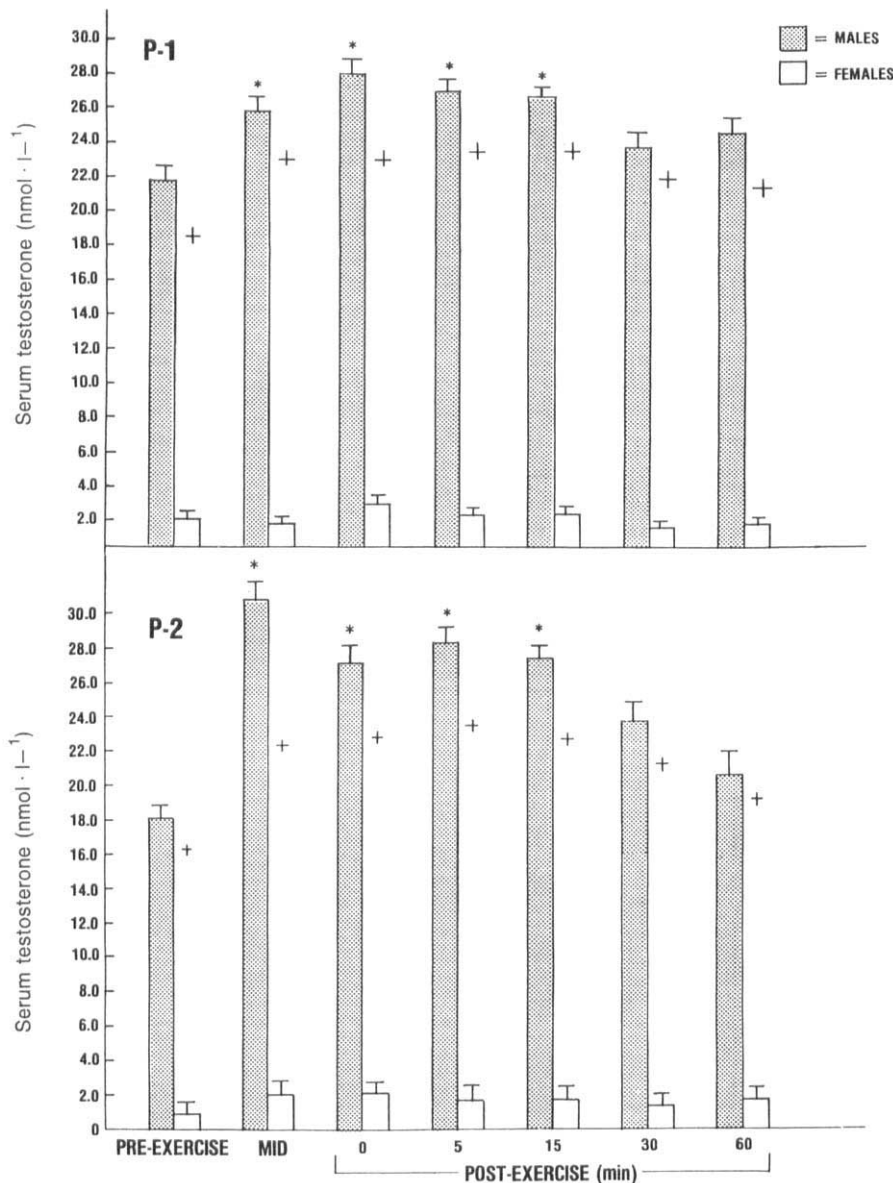 P-1
= MALES
= FEMALES
Serum testosterone (nmol · l−1)
30.0
28.0
26.0
24.0
22.0
20.0
18.0
16.0
14.0
12.0
10.0
8.0
6.0
4.0
2.0
* * * * *
+ + + + + + +
P-2
Serum testosterone (nmol · l−1)
30.0
28.0
26.0
24.0
22.0
20.0
18.0
16.0
14.0
12.0
10.0
8.0
6.0
4.0
2.0
0
* * * *
+ + + + + + +
PRE-EXERCISE MID 0 5 15 30 60
POST-EXERCISE (min)